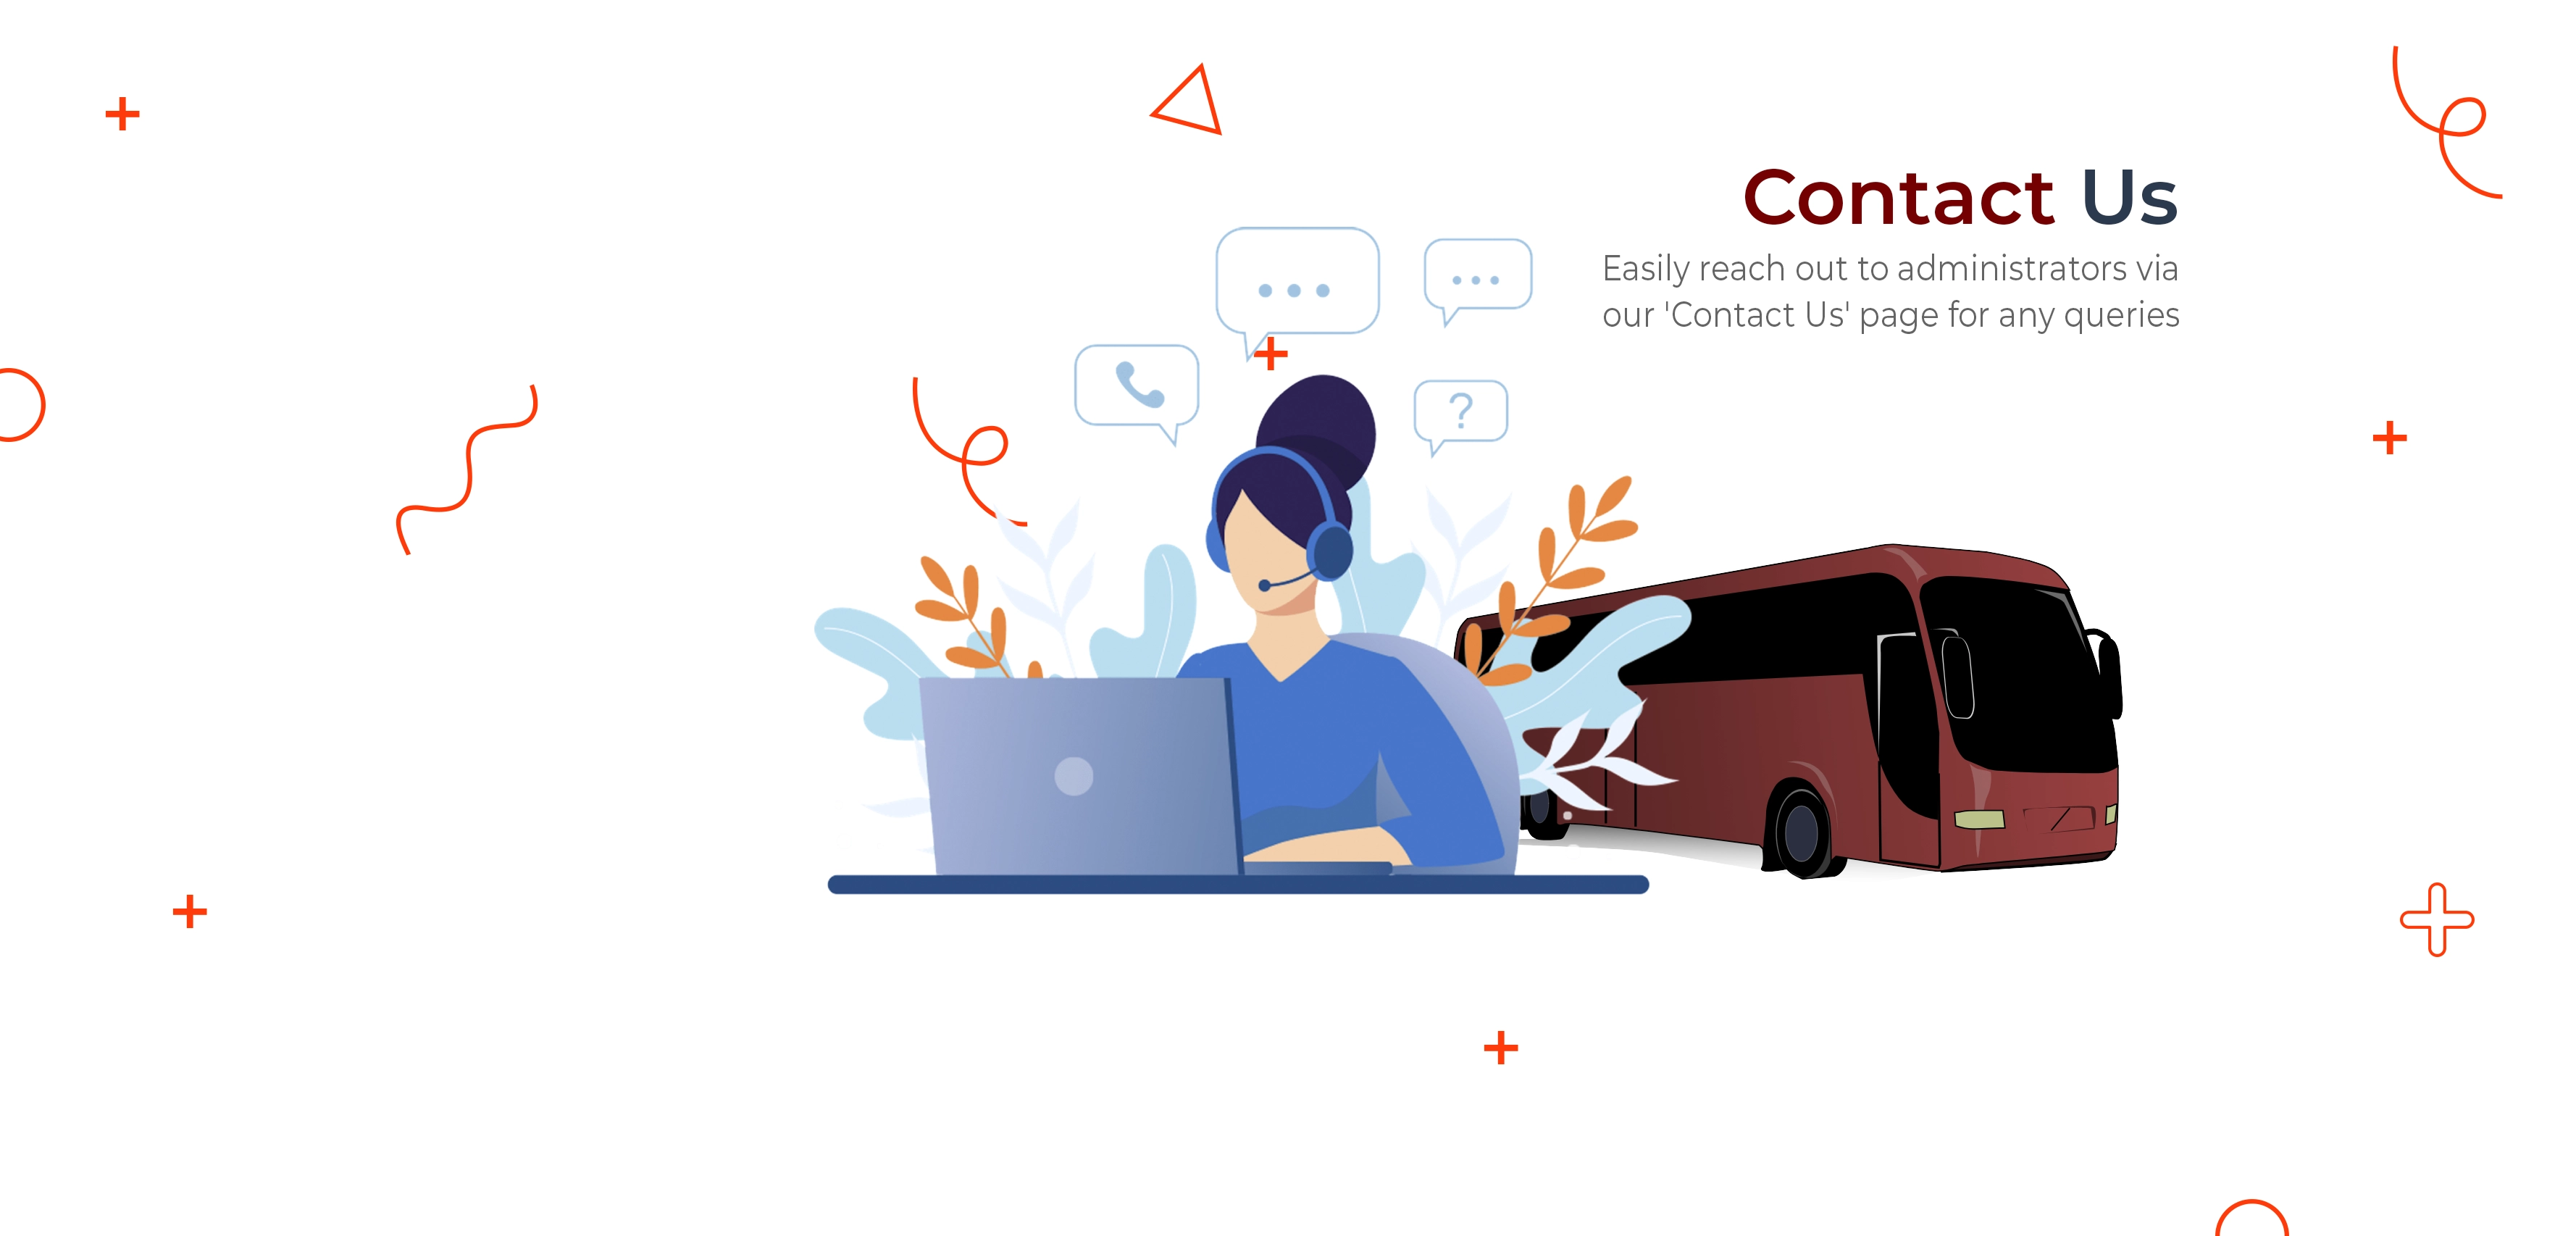 Contact Us
Easily reach out to administrators via
our 'Contact Us' page for any queries
?